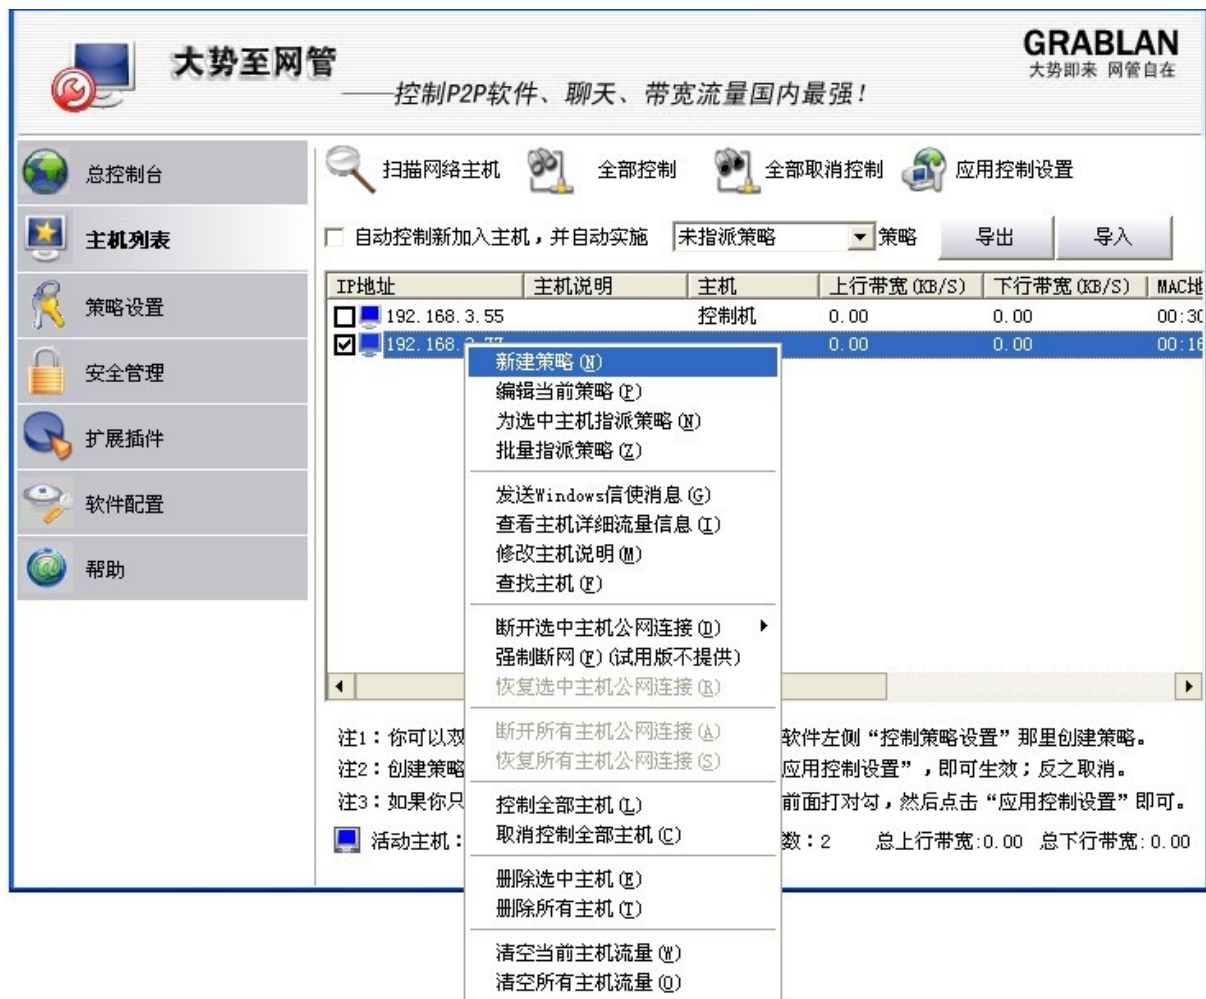 大势至网管
——控制P2P软件、聊天、带宽流量国内最强!
GRABLAN
大势即来 网管自在
总控制台
主机列表
策略设置
安全管理
扩展插件
软件配置
帮助
扫描网络主机 全部控制 全部取消控制 应用控制设置
自动控制新加入主机,并自动实施 未指派策略 策略 导出 导入
IP地址 主机说明 主机 上行带宽(KB/S) 下行带宽(KB/S) MAC地
192.168.3.55 控制机 0.00 0.00 00:30
192.168.3.77 0.00 0.00 00:16
新建策略(N)
编辑当前策略(P)
为选中主机指派策略(N)
批量指派策略(Z)
发送Windows信使消息(G)
查看主机详细流量信息(I)
修改主机说明(M)
查找主机(F)
断开选中主机公网连接(D)
强制断网(F)(试用版不提供)
恢复选中主机公网连接(R)
断开所有主机公网连接(A)
恢复所有主机公网连接(S)
控制全部主机(L)
取消控制全部主机(C)
删除选中主机(E)
删除所有主机(T)
清空当前主机流量(W)
清空所有主机流量(O)
注1:你可以双 软件左侧“控制策略设置”那里创建策略。
注2:创建策略 应用控制设置”,即可生效;反之取消。
注3:如果你只 前面打对勾,然后点击“应用控制设置”即可。
活动主机: 数:2 总上行带宽:0.00 总下行带宽:0.00